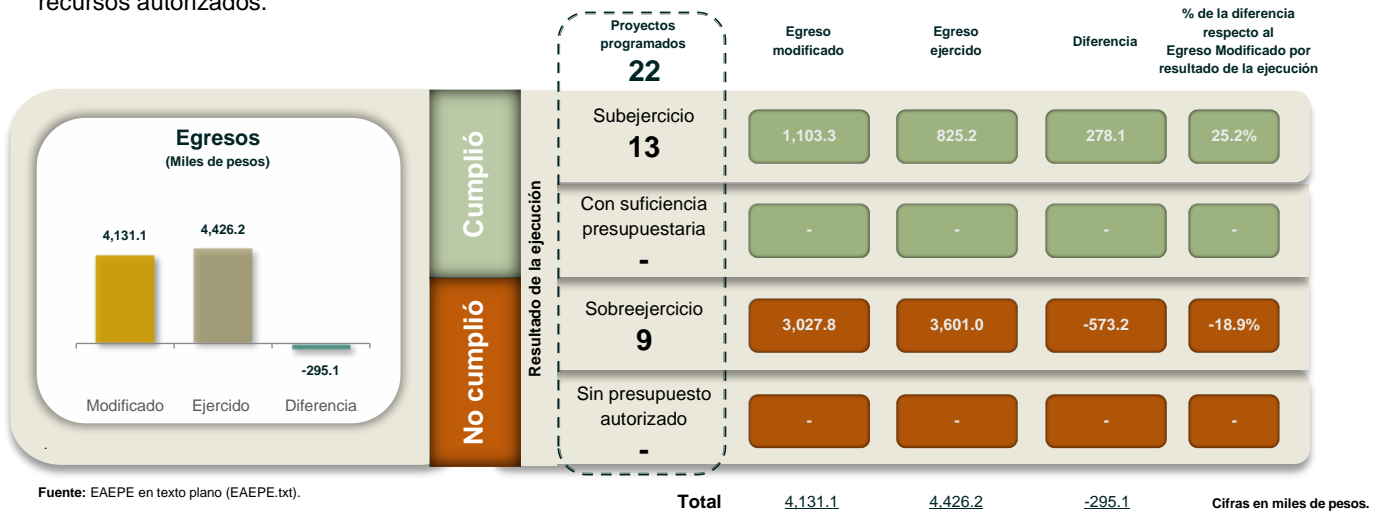 recursos autorizados.
Proyectos
programados
22
Egreso
modificado
Egreso
ejercido
Diferencia
% de la diferencia
respecto al
Egreso Modificado por
resultado de la ejecución
Egresos
(Miles de pesos)
4,131.1
4,426.2
-295.1
Modificado Ejercido Diferencia
.
Cumplió
No cumplió
Resultado de la ejecución
Subejercicio
13
1,103.3 825.2 278.1 25.2%
Con suficiencia
presupuestaria
-
- - - -
Sobreejercicio
9
3,027.8 3,601.0 -573.2 -18.9%
Sin presupuesto
autorizado
-
- - - -
Fuente: EAEPE en texto plano (EAEPE.txt).
Total 4,131.1 4,426.2 -295.1 Cifras en miles de pesos.